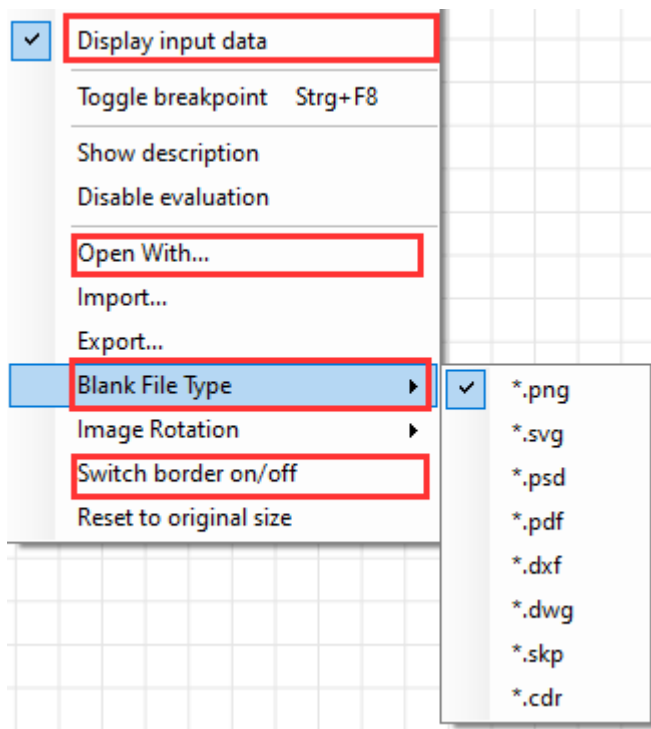 Display input data
Toggle breakpoint Strg+F8
Show description
Disable evaluation
Open With...
Import...
Export...
Blank File Type
Image Rotation
Switch border on/off
Reset to original size
*.png
*.svg
*.psd
*.pdf
*.dxf
*.dwg
*.skp
*.cdr